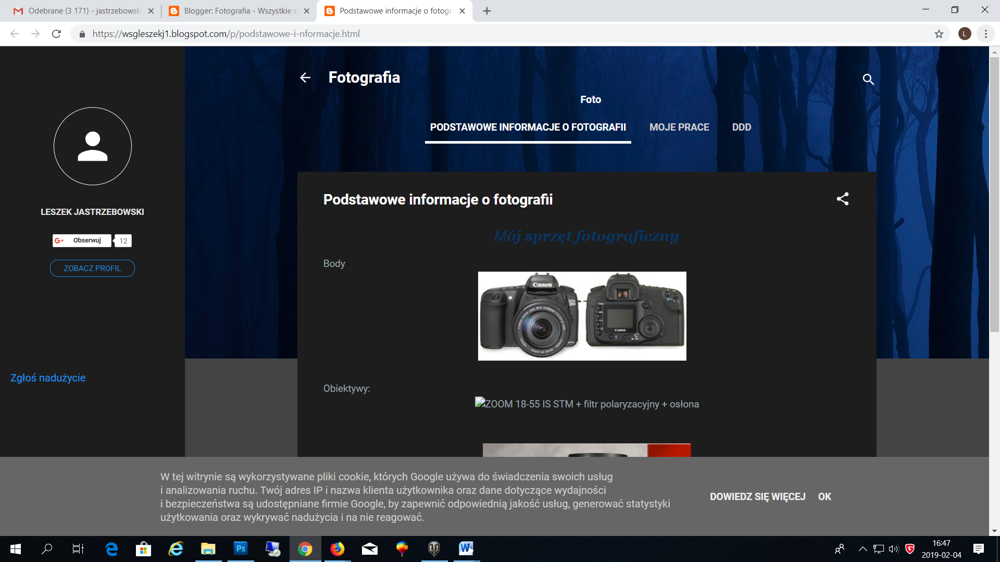 Odebrane (3 171) - jastrzebowski
Blogger: Fotografia - Wszystkie s
Podstawowe informacje o fotogra
https://wsgleszekj1.blogspot.com/p/podstawowe-i-nformacje.html
L
Fotografia
Foto
PODSTAWOWE INFORMACJE O FOTOGRAFII
MOJE PRACE
DDD
LESZEK JASTRZEBOWSKI
G+ Obserwuj 12
ZOBACZ PROFIL
Zgłoś nadużycie
Podstawowe informacje o fotografii
Mój sprzęt fotograficzny
Body
Canon
EOS
20D
Canon
Obiektywy:
ZOOM 18-55 IS STM + filtr polaryzacyjny + osłona
W tej witrynie są wykorzystywane pliki cookie, których Google używa do świadczenia swoich usług
i analizowania ruchu. Twój adres IP i nazwa klienta użytkownika oraz dane dotyczące wydajności
i bezpieczeństwa są udostępniane firmie Google, by zapewnić odpowiednią jakość usług, generować statystyki
użytkowania oraz wykrywać nadużycia i na nie reagować.
DOWIEDZ SIĘ WIĘCEJ
OK
Ps
W
16:47
2019-02-04